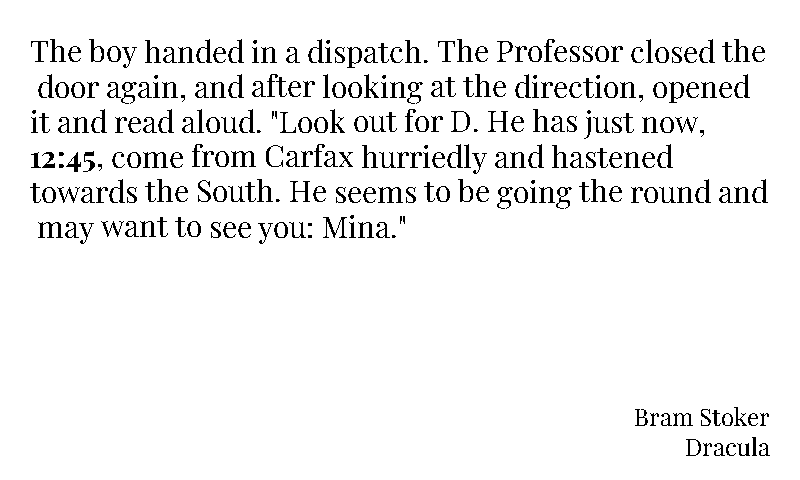 The boy handed in a dispatch. The Professor closed the
door again, and after looking at the direction, opened
it and read aloud. "Look out for D. He has just now,
12:45, come from Carfax hurriedly and hastened
towards the South. He seems to be going the round and
may want to see you: Mina."
Bram Stoker
Dracula